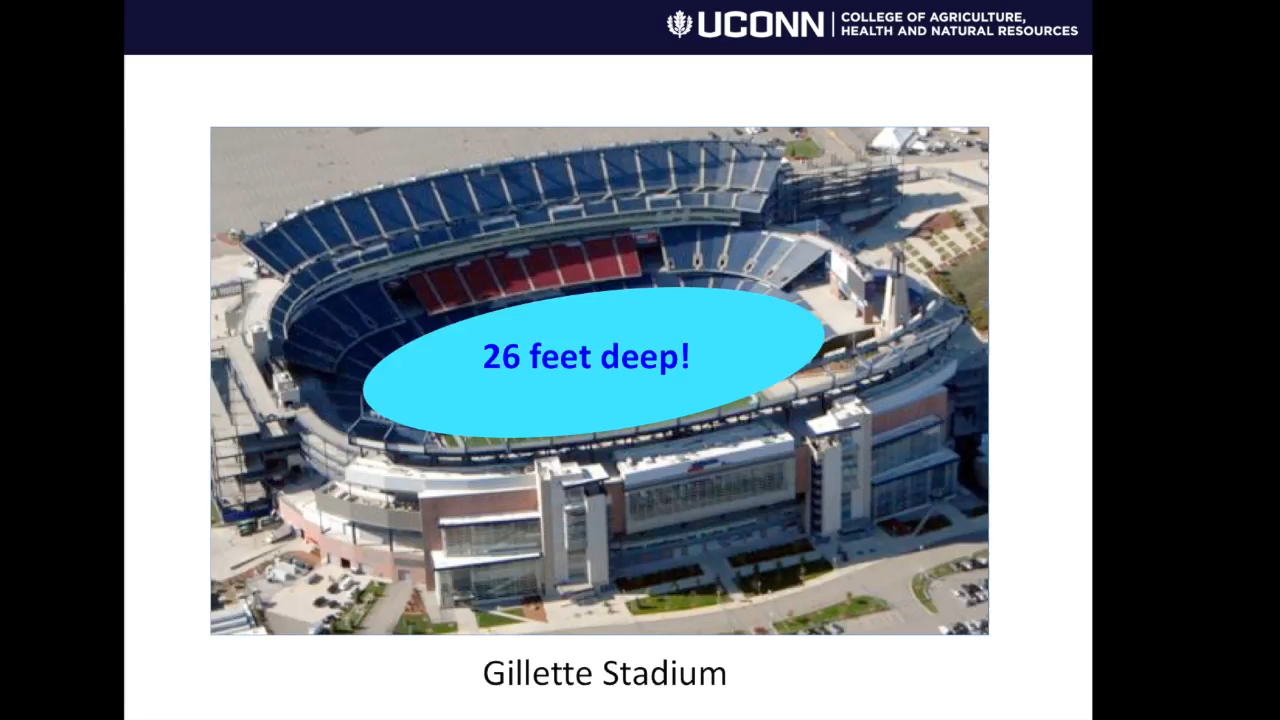 UCONN
COLLEGE OF AGRICULTURE,
HEALTH AND NATURAL RESOURCES
26 feet deep!
Gillette Stadium